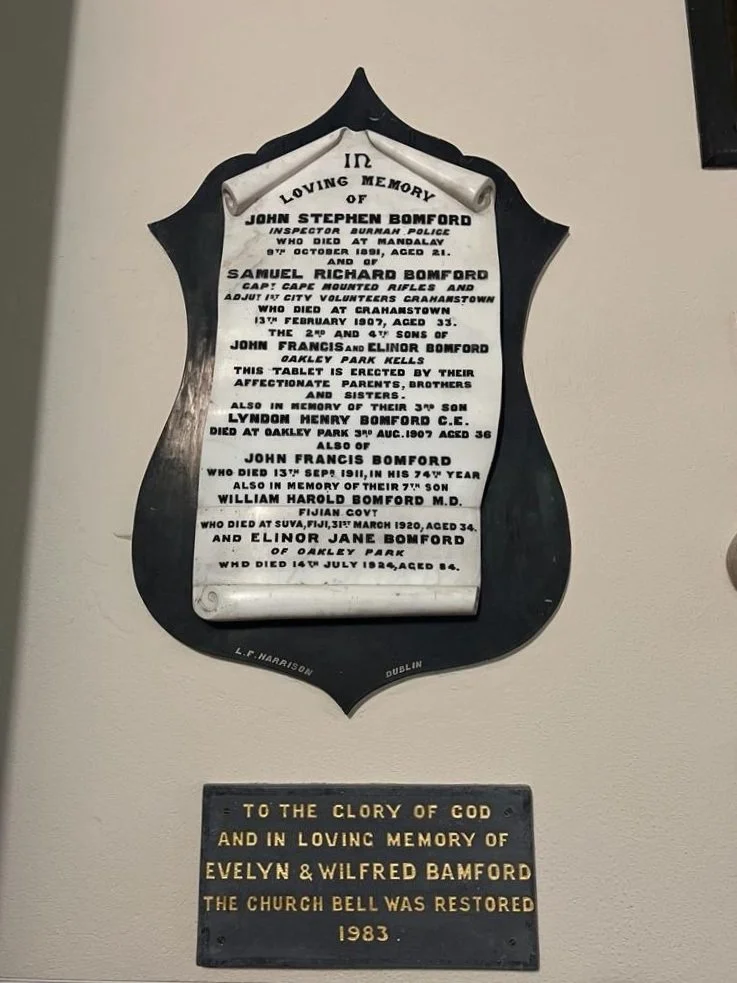 IN
LOVING MEMORY
OF
JOHN STEPHEN BOMFORD
INSPECTOR BURMAH POLICE
WHO DIED AT MANDALAY
9TH OCTOBER 1891, AGED 21.
AND OF
SAMUEL RICHARD BOMFORD
CAPT CAPE MOUNTED RIFLES AND
ADJUT 1ST CITY VOLUNTEERS GRAHAMSTOWN
WHO DIED AT GRAHAMSTOWN
13TH FEBRUARY 1907, AGED 33.
THE 2ND AND 4TH SONS OF
JOHN FRANCIS AND ELINOR BOMFORD
OAKLEY PARK KELLS
THIS TABLET IS ERECTED BY THEIR
AFFECTIONATE PARENTS, BROTHERS
AND SISTERS.
ALSO IN MEMORY OF THEIR 3RD SON
LYNDON HENRY BOMFORD C.E.
DIED AT OAKLEY PARK 3RD AUG. 1907 AGED 36
ALSO OF
JOHN FRANCIS BOMFORD
WHO DIED 13TH SEPR 1911, IN HIS 74TH YEAR
ALSO IN MEMORY OF THEIR 7TH SON
WILLIAM HAROLD BOMFORD M.D.
FIJIAN GOVT
WHO DIED AT SUVA, FIJI, 31ST MARCH 1920, AGED 34.
AND ELINOR JANE BOMFORD
OF OAKLEY PARK
WHO DIED 14TH JULY 1924, AGED 84.
L.F. HARRISON DUBLIN
TO THE GLORY OF GOD
AND IN LOVING MEMORY OF
EVELYN & WILFRED BAMFORD
THE CHURCH BELL WAS RESTORED
1983.